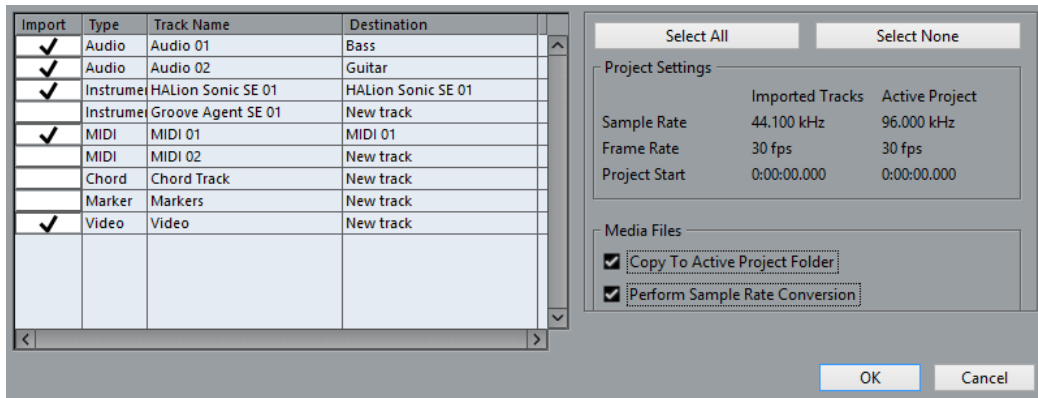 Import Type Track Name Destination
Audio Audio 01 Bass
Audio Audio 02 Guitar
Instrumei HALion Sonic SE 01 HALion Sonic SE 01
Instrumei Groove Agent SE 01 New track
MIDI MIDI 01 MIDI 01
MIDI MIDI 02 New track
Chord Chord Track New track
Marker Markers New track
Video Video New track
Select All Select None
Project Settings
Imported Tracks Active Project
Sample Rate 44.100 kHz 96.000 kHz
Frame Rate 30 fps 30 fps
Project Start 0:00:00.000 0:00:00.000
Media Files
Copy To Active Project Folder
Perform Sample Rate Conversion
OK Cancel